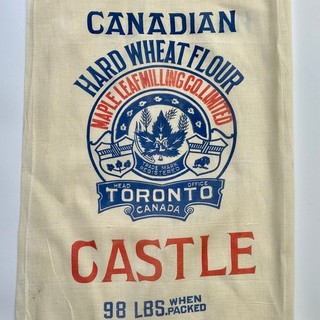 CANADIAN
HARD WHEAT FLOUR
MAPLE LEAF MILLING CO. LIMITED
TRADE MARK
REGISTERED
HEAD OFFICE
TORONTO
CANADA
CASTLE
98 LBS. WHEN
PACKED